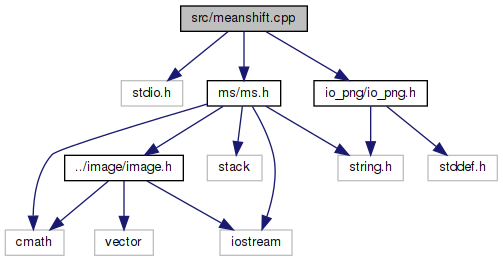 src/meanshift.cpp
stdio.h
ms/ms.h
io_png/io_png.h
../image/image.h
stack
string.h
stddef.h
cmath
vector
iostream